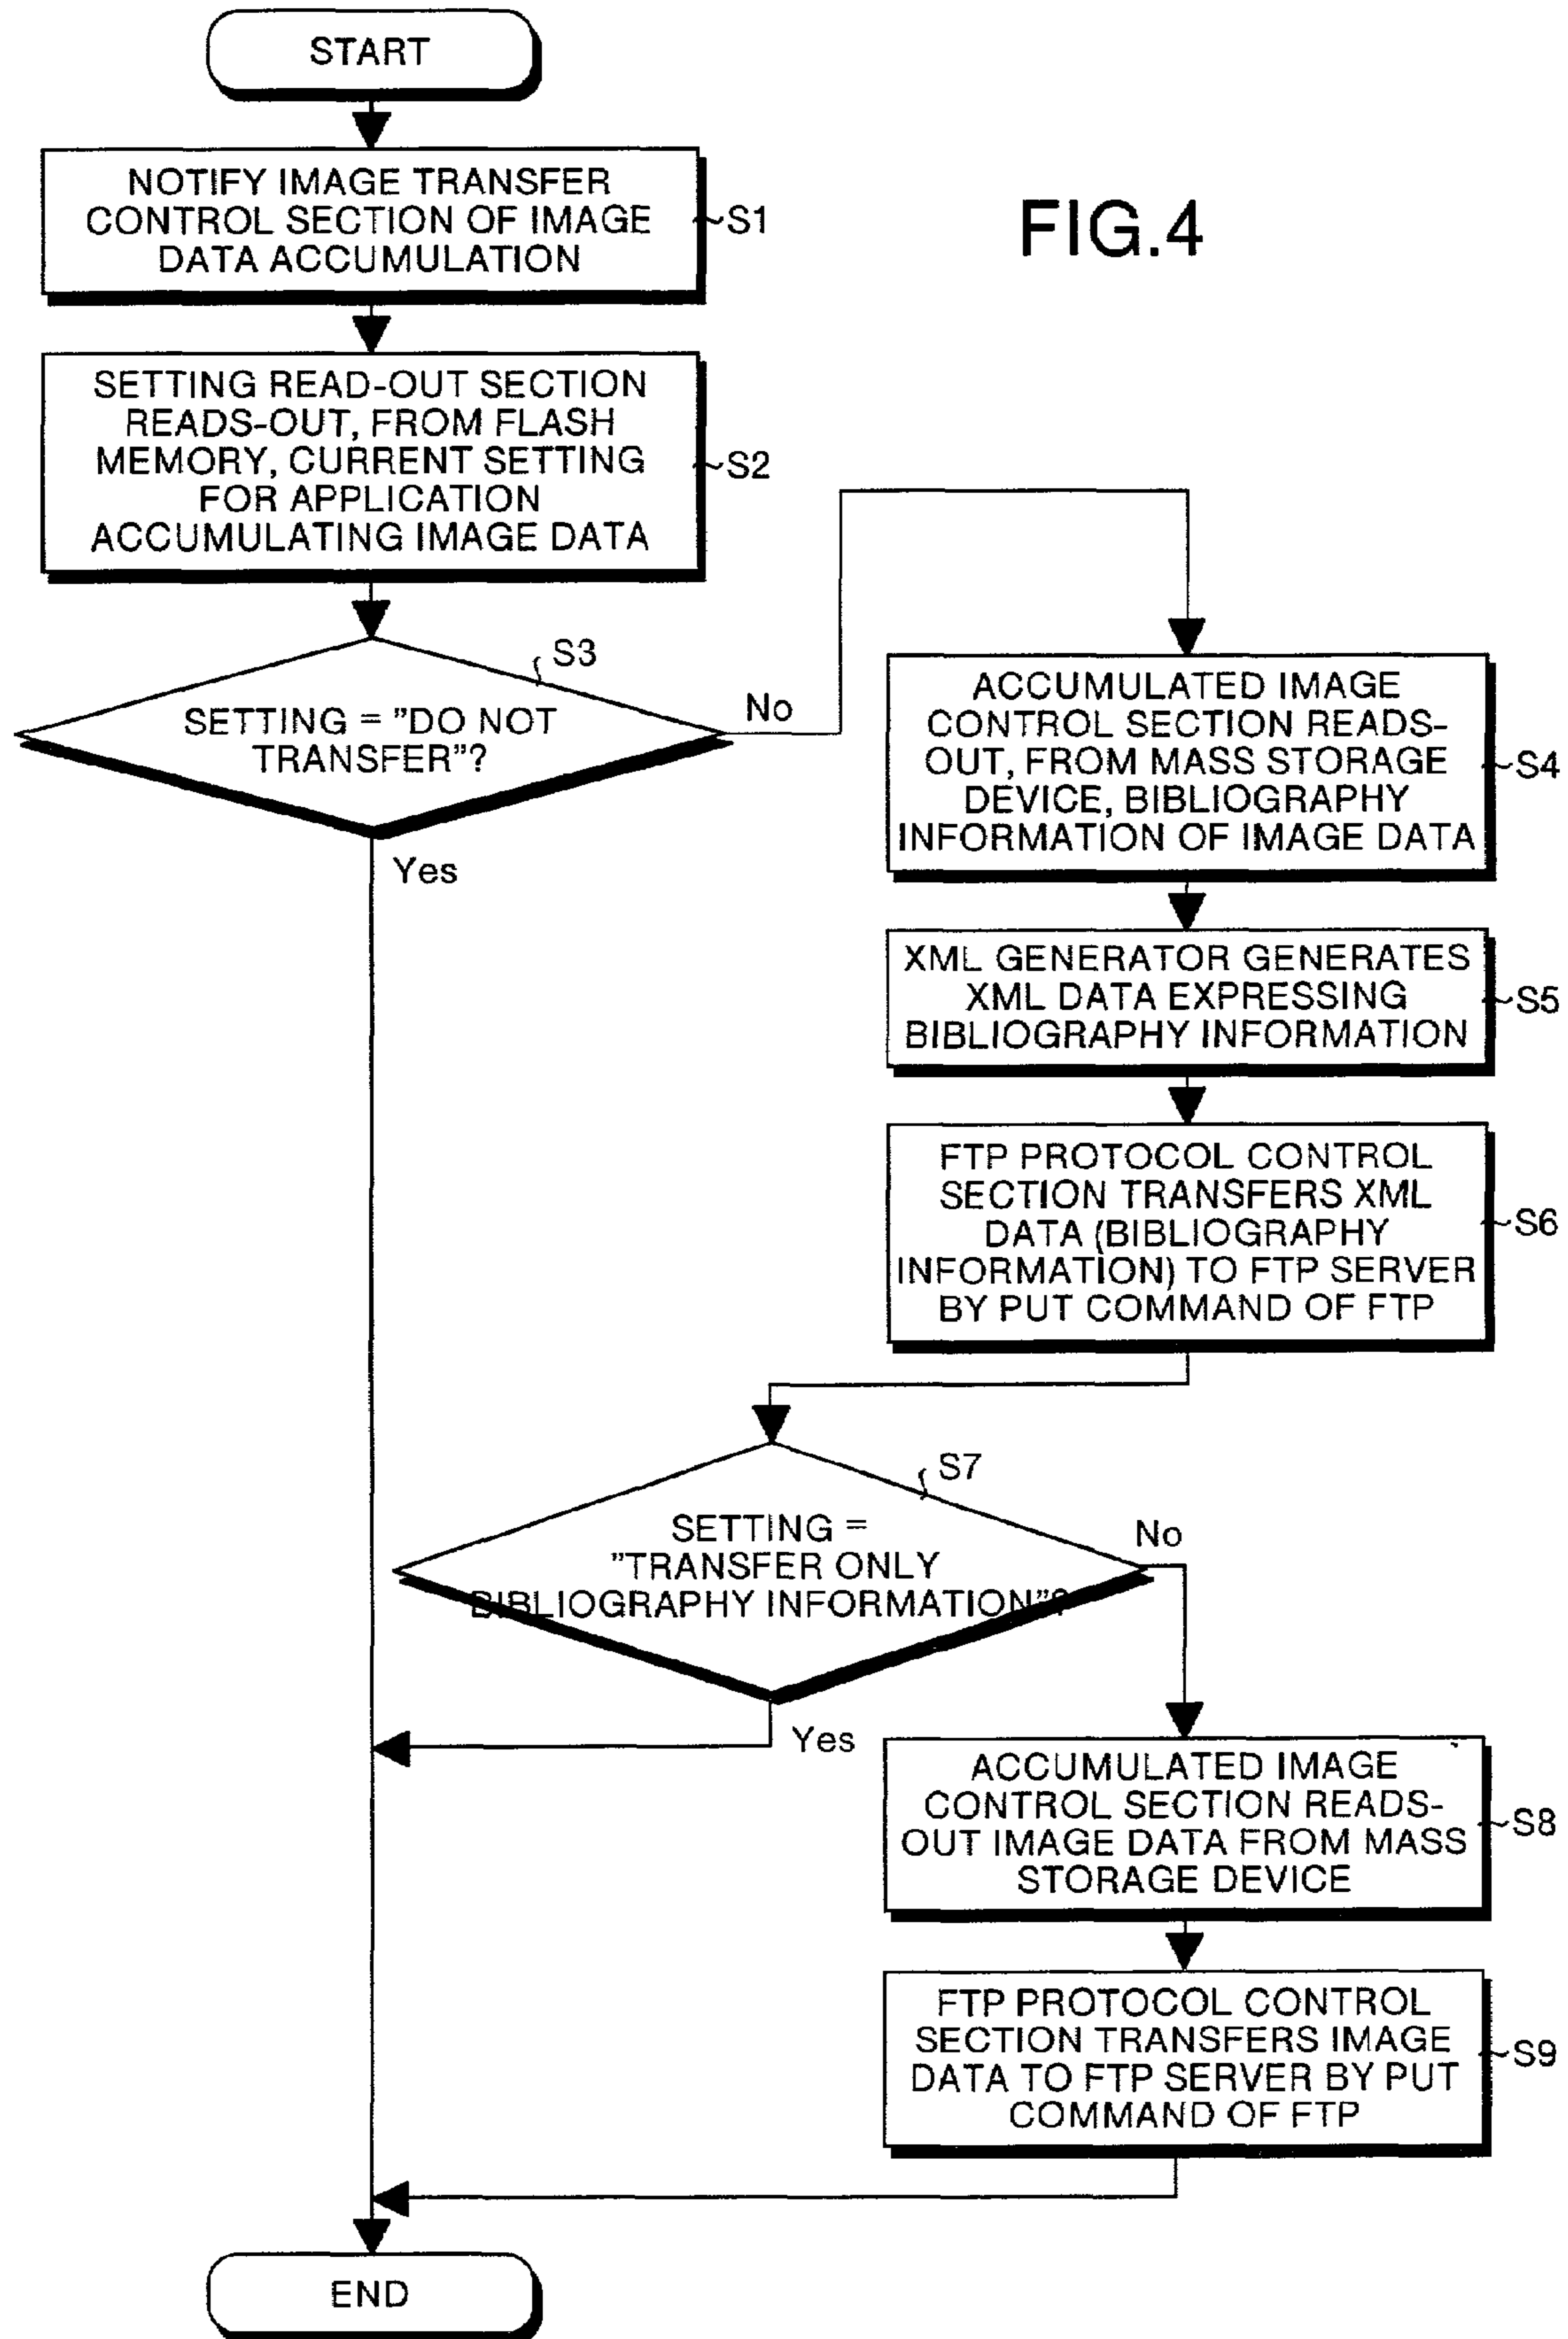 START
NOTIFY IMAGE TRANSFER
CONTROL SECTION OF IMAGE
DATA ACCUMULATION
S1
FIG.4
SETTING READ-OUT SECTION
READS-OUT, FROM FLASH
MEMORY, CURRENT SETTING
FOR APPLICATION
ACCUMULATING IMAGE DATA
S2
S3
SETTING = "DO NOT
TRANSFER"?
No
Yes
ACCUMULATED IMAGE
CONTROL SECTION READS-
OUT, FROM MASS STORAGE
DEVICE, BIBLIOGRAPHY
INFORMATION OF IMAGE DATA
S4
XML GENERATOR GENERATES
XML DATA EXPRESSING
BIBLIOGRAPHY INFORMATION
S5
FTP PROTOCOL CONTROL
SECTION TRANSFERS XML
DATA (BIBLIOGRAPHY
INFORMATION) TO FTP SERVER
BY PUT COMMAND OF FTP
S6
S7
SETTING =
"TRANSFER ONLY
BIBLIOGRAPHY INFORMATION"?
No
Yes
ACCUMULATED IMAGE
CONTROL SECTION READS-
OUT IMAGE DATA FROM MASS
STORAGE DEVICE
S8
FTP PROTOCOL CONTROL
SECTION TRANSFERS IMAGE
DATA TO FTP SERVER BY PUT
COMMAND OF FTP
S9
END